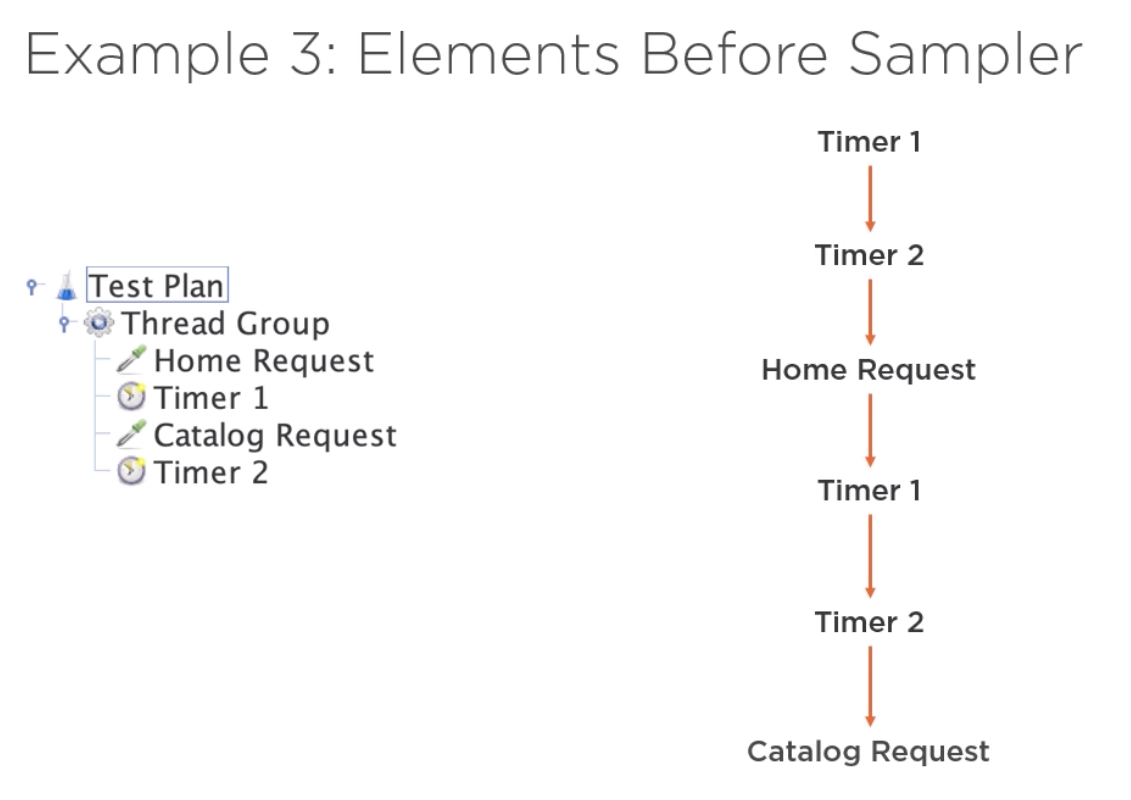 Example 3: Elements Before Sampler
Test Plan
Thread Group
Home Request
Timer 1
Catalog Request
Timer 2
Timer 1
Timer 2
Home Request
Timer 1
Timer 2
Catalog Request